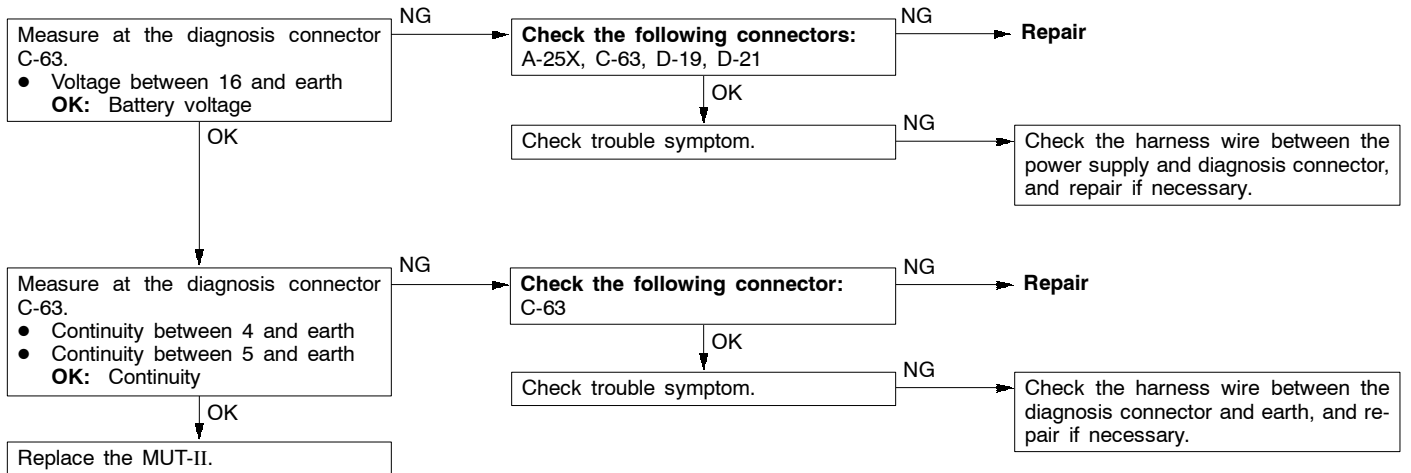 Measure at the diagnosis connector
C-63.
● Voltage between 16 and earth
OK: Battery voltage
NG
Check the following connectors:
A-25X, C-63, D-19, D-21
NG
Repair
OK
OK
Check trouble symptom.
NG
Check the harness wire between the
power supply and diagnosis connector,
and repair if necessary.
Measure at the diagnosis connector
C-63.
● Continuity between 4 and earth
● Continuity between 5 and earth
OK: Continuity
NG
Check the following connector:
C-63
NG
Repair
OK
Check trouble symptom.
NG
Check the harness wire between the
diagnosis connector and earth, and re-
pair if necessary.
OK
Replace the MUT-II.